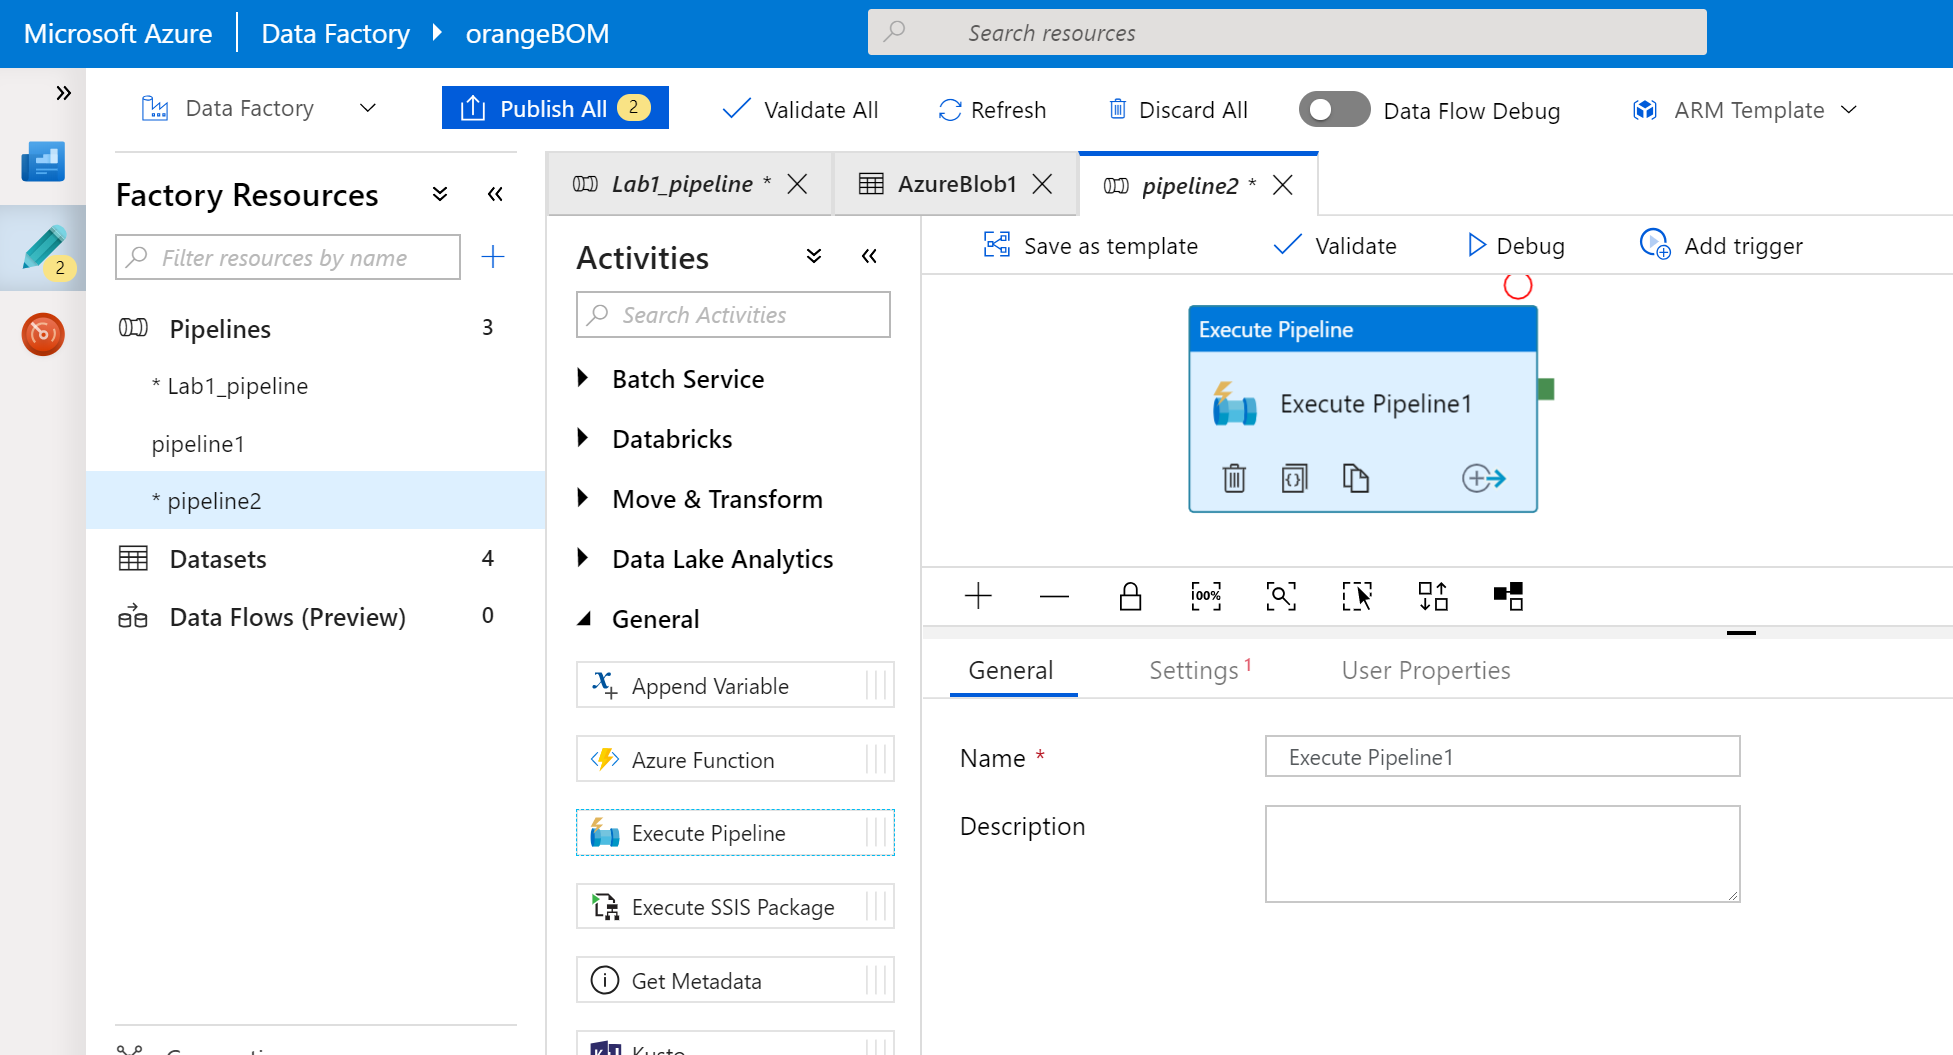 Microsoft Azure
Data Factory
orangeBOM
Search resources
Data Factory
Publish All 2
Validate All
Refresh
Discard All
Data Flow Debug
ARM Template
2
Factory Resources
Filter resources by name
Pipelines 3
* Lab1_pipeline
pipeline1
* pipeline2
Datasets 4
Data Flows (Preview) 0
Lab1_pipeline *
AzureBlob1
pipeline2 *
Activities
Search Activities
Batch Service
Databricks
Move & Transform
Data Lake Analytics
General
Append Variable
Azure Function
Execute Pipeline
Execute SSIS Package
Get Metadata
Kusto
Save as template
Validate
Debug
Add trigger
Execute Pipeline
Execute Pipeline1
100%
General
Settings 1
User Properties
Name *
Execute Pipeline1
Description